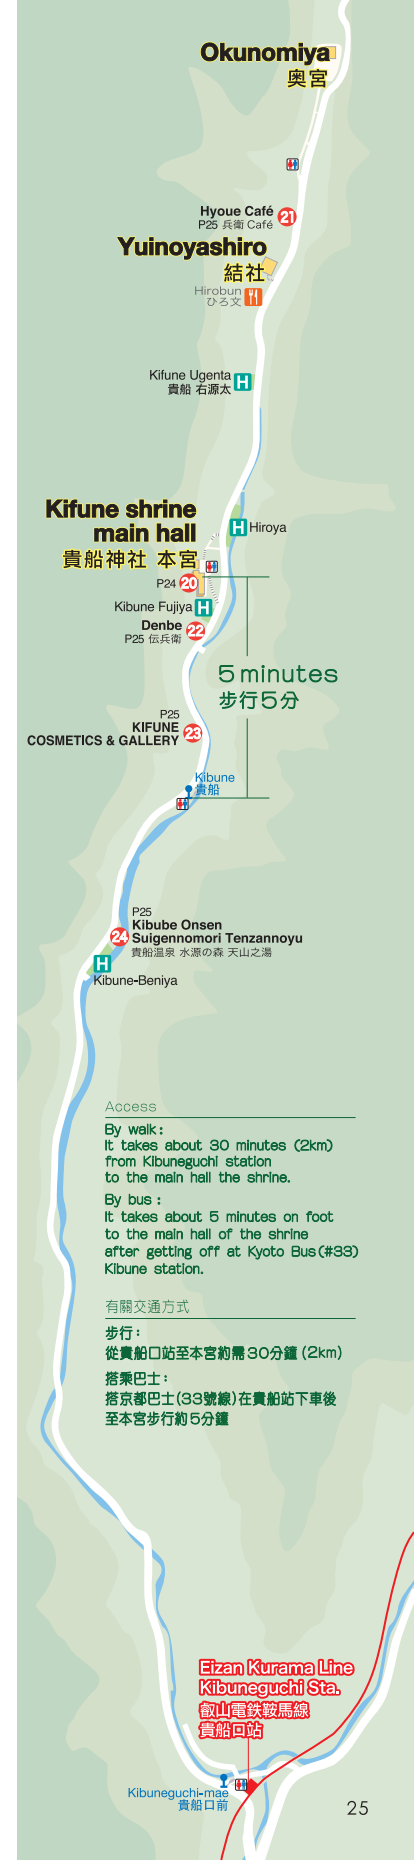 Okunomiya
奥宮
Hyoue Café
21
P25 兵衛 Café
Yuinoyashiro
結社
Hirobun
ひろ文
Kifune Ugenta
H
貴船 右源太
Kifune shrine
main hall
貴船神社 本宮
H Hiroya
P24 20
Kibune Fujiya H
Denbe
22
P25 伝兵衛
5 minutes
步行5分
P25
KIFUNE
COSMETICS & GALLERY
23
Kibune
貴船
P25
Kibube Onsen
24
Suigennomori Tenzannoyu
貴船温泉 水源の森 天山之湯
H
Kibune-Beniya
Access
By walk:
It takes about 30 minutes (2km)
from Kibuneguchi station
to the main hall the shrine.
By bus :
It takes about 5 minutes on foot
to the main hall of the shrine
after getting off at Kyoto Bus(#33)
Kibune station.
有關交通方式
步行:
從貴船口站至本宮約需30分鐘 (2km)
搭乘巴士:
搭京都巴士(33號線)在貴船站下車後
至本宮步行約5分鐘
Eizan Kurama Line
Kibuneguchi Sta.
叡山電鉄鞍馬線
貴船口站
Kibuneguchi-mae
貴船口前
25